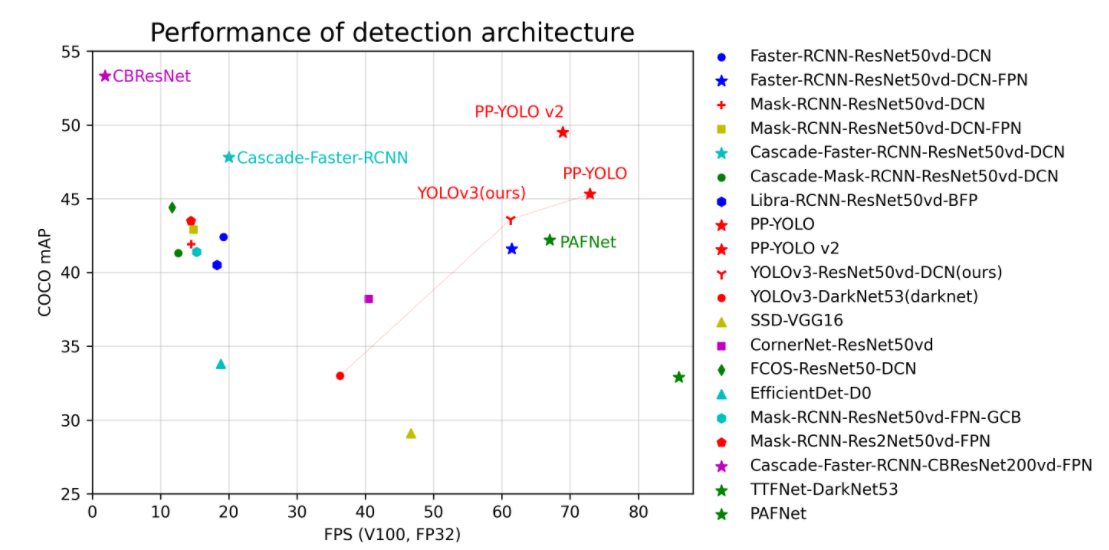 Performance of detection architecture
55
50
45
40
35
30
25
COCO mAP
0 10 20 30 40 50 60 70 80
FPS (V100, FP32)
CBResNet
PP-YOLO v2
Cascade-Faster-RCNN
PP-YOLO
YOLOv3(ours)
PAFNet
Faster-RCNN-ResNet50vd-DCN
Faster-RCNN-ResNet50vd-DCN-FPN
Mask-RCNN-ResNet50vd-DCN
Mask-RCNN-ResNet50vd-DCN-FPN
Cascade-Faster-RCNN-ResNet50vd-DCN
Cascade-Mask-RCNN-ResNet50vd-DCN
Libra-RCNN-ResNet50vd-BFP
PP-YOLO
PP-YOLO v2
YOLOv3-ResNet50vd-DCN(ours)
YOLOv3-DarkNet53(darknet)
SSD-VGG16
CornerNet-ResNet50vd
FCOS-ResNet50-DCN
EfficientDet-D0
Mask-RCNN-ResNet50vd-FPN-GCB
Mask-RCNN-Res2Net50vd-FPN
Cascade-Faster-RCNN-CBResNet200vd-FPN
TTFNet-DarkNet53
PAFNet